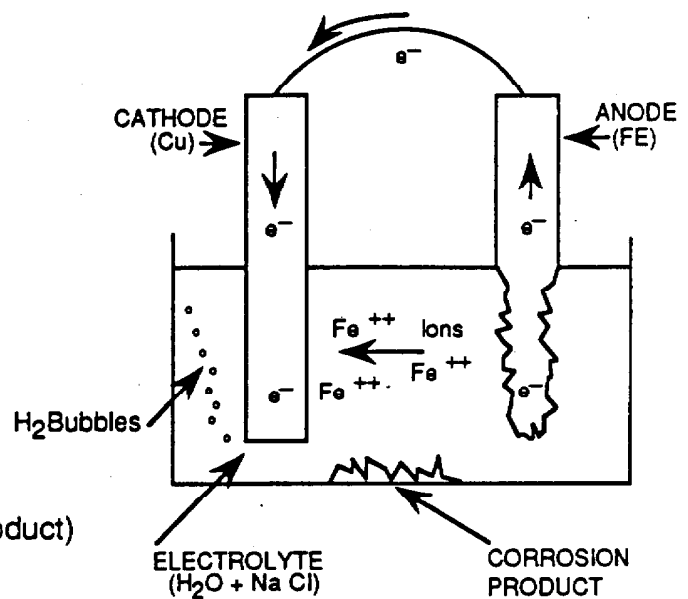 e⁻
CATHODE
(Cu)
ANODE
(FE)
e⁻
e⁻
Fe ⁺⁺ Ions
Fe ⁺⁺ Fe ⁺⁺
e⁻
e⁻
H₂Bubbles
oduct)
ELECTROLYTE
(H₂O + Na Cl)
CORROSION
PRODUCT